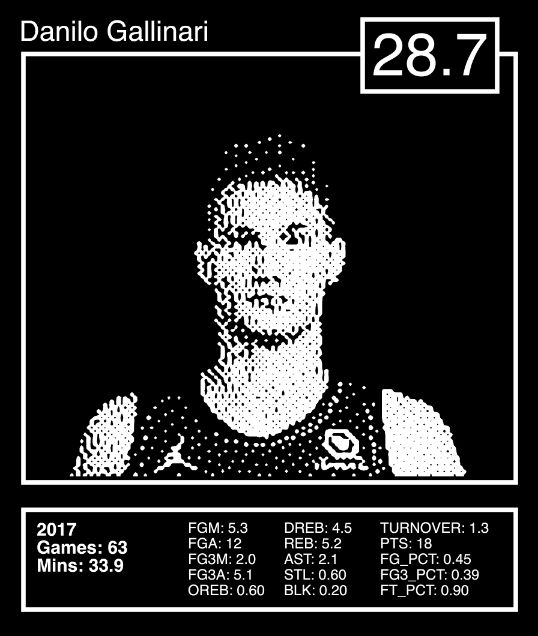 Danilo Gallinari
28.7
2017
Games: 63
Mins: 33.9
FGM: 5.3
FGA: 12
FG3M: 2.0
FG3A: 5.1
OREB: 0.60
DREB: 4.5
REB: 5.2
AST: 2.1
STL: 0.60
BLK: 0.20
TURNOVER: 1.3
PTS: 18
FG_PCT: 0.45
FG3_PCT: 0.39
FT_PCT: 0.90